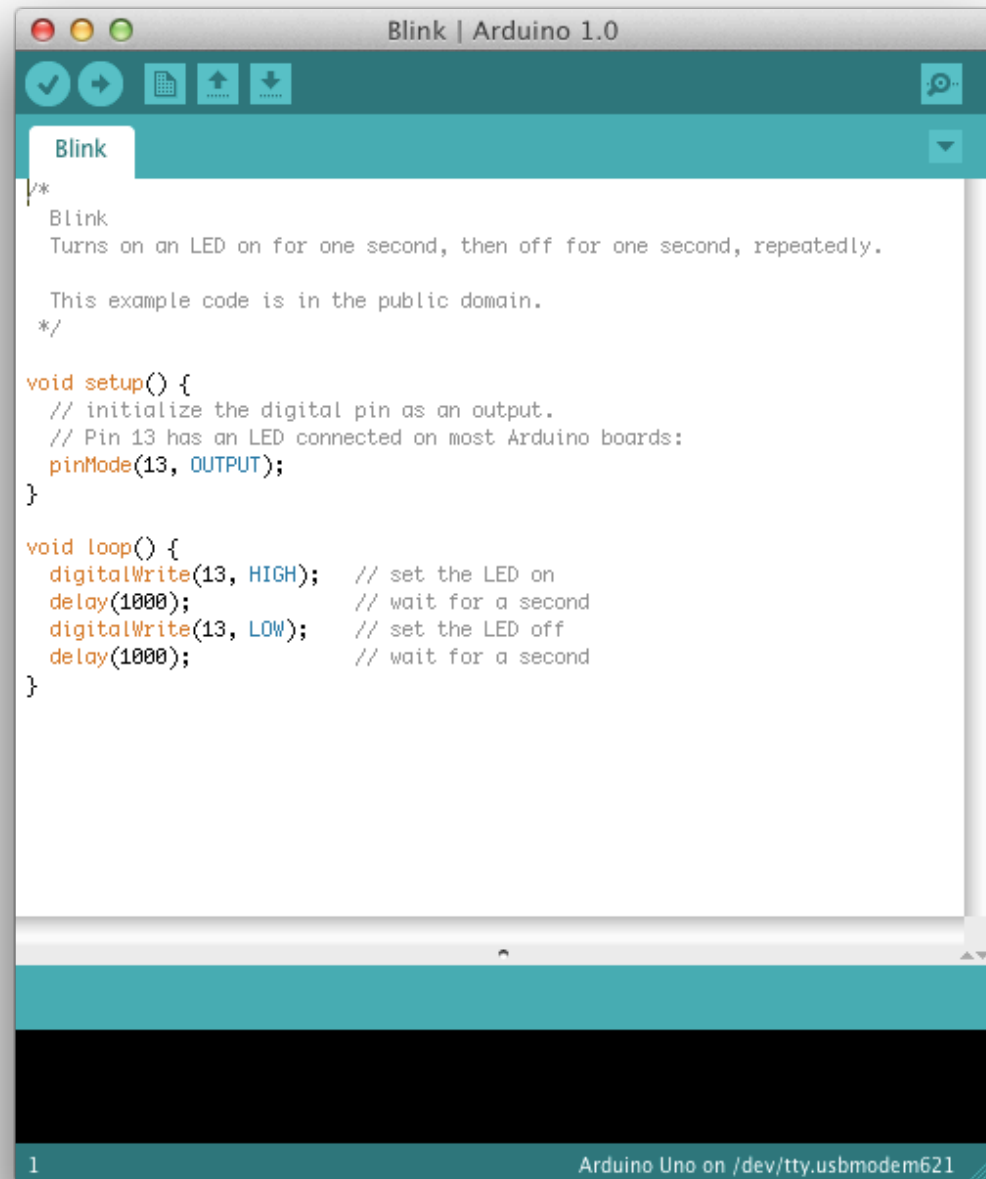 Blink | Arduino 1.0
Blink
/*
  Blink
  Turns on an LED on for one second, then off for one second, repeatedly.

  This example code is in the public domain.
 */

void setup() {
  // initialize the digital pin as an output.
  // Pin 13 has an LED connected on most Arduino boards:
  pinMode(13, OUTPUT);
}

void loop() {
  digitalWrite(13, HIGH);   // set the LED on
  delay(1000);              // wait for a second
  digitalWrite(13, LOW);    // set the LED off
  delay(1000);              // wait for a second
}
1
Arduino Uno on /dev/tty.usbmodem621